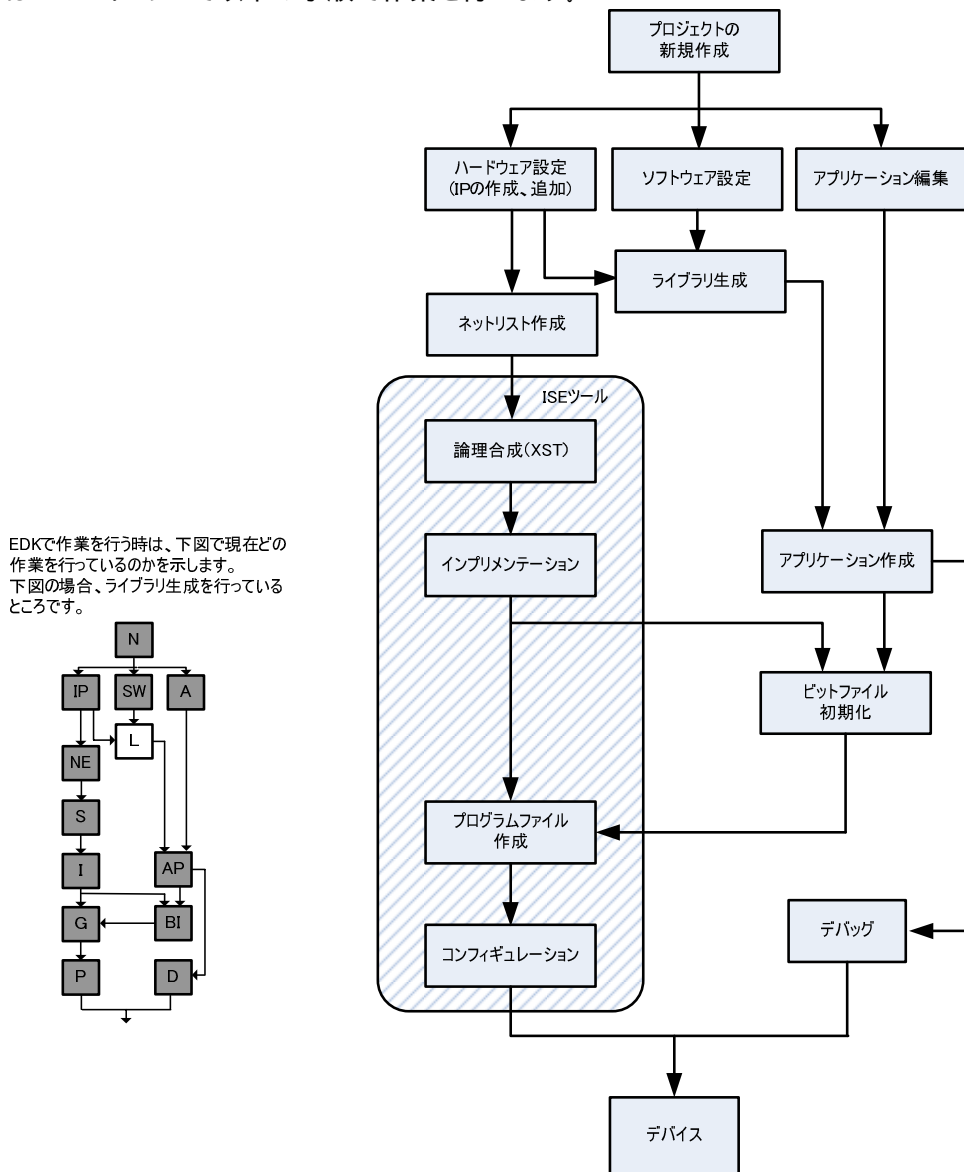 プロジェクトの
新規作成
ハードウェア設定
(IPの作成、追加)
ソフトウェア設定
アプリケーション編集
ライブラリ生成
ネットリスト作成
ISEツール
論理合成(XST)
インプリメンテーション
アプリケーション作成
ビットファイル
初期化
プログラムファイル
作成
コンフィギュレーション
デバッグ
デバイス
EDKで作業を行う時は、下図で現在どの
作業を行っているのかを示します。
下図の場合、ライブラリ生成を行っている
ところです。
N
IP
SW
A
L
NE
S
I
AP
G
BI
P
D